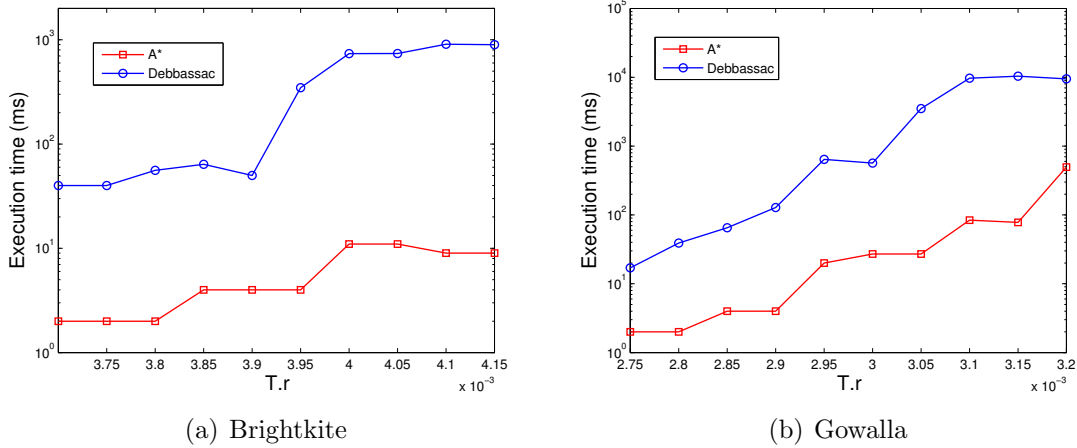 10^3
10^2
10^1
10^0
Execution time (ms)
A*
Debbassac
3.75 3.8 3.85 3.9 3.95 4 4.05 4.1 4.15
x 10^-3
T.r
(a) Brightkite
10^5
10^4
10^3
10^2
10^1
10^0
Execution time (ms)
A*
Debbassac
2.75 2.8 2.85 2.9 2.95 3 3.05 3.1 3.15 3.2
x 10^-3
T.r
(b) Gowalla